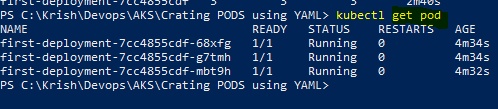 first-deployment-7cc4855cdf   3         3         3       2m40s
PS C:\Krish\Devops\AKS\Crating PODS using YAML> kubectl get pod
NAME                                READY   STATUS    RESTARTS   AGE
first-deployment-7cc4855cdf-68xfg   1/1     Running   0          4m34s
first-deployment-7cc4855cdf-g7tmh   1/1     Running   0          4m34s
first-deployment-7cc4855cdf-mbt9h   1/1     Running   0          4m32s
PS C:\Krish\Devops\AKS\Crating PODS using YAML>